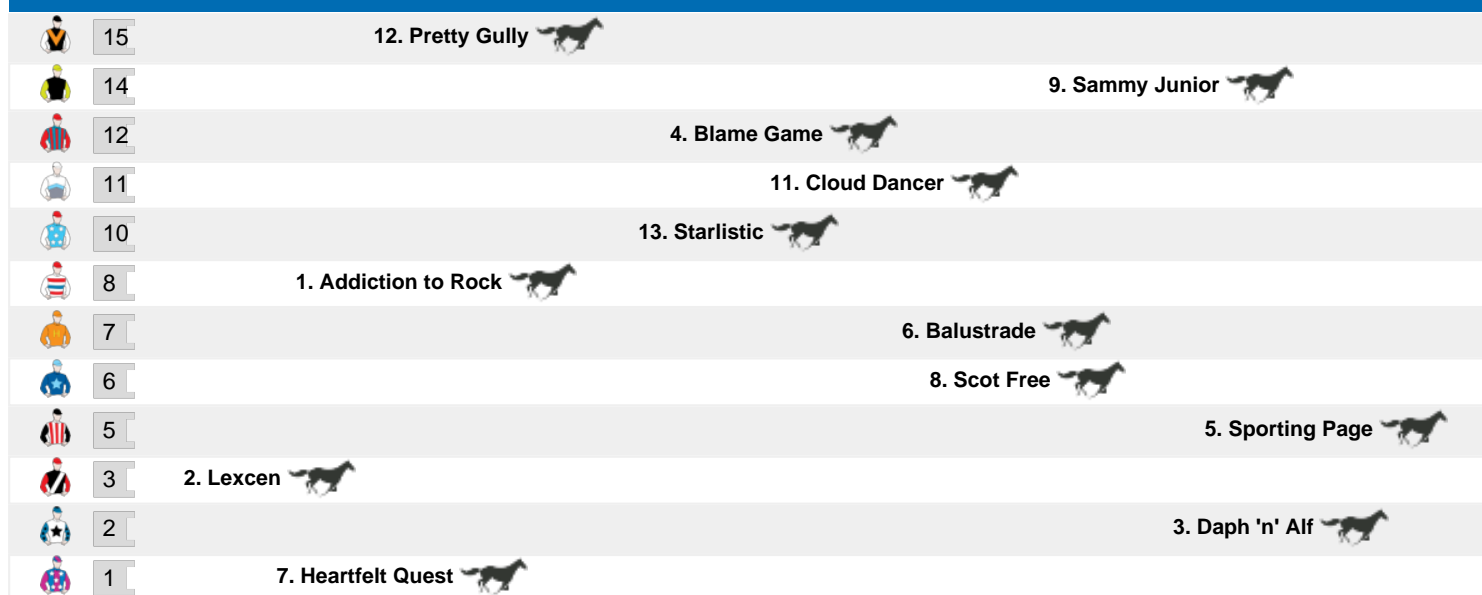 15 12. Pretty Gully
14 9. Sammy Junior
12 4. Blame Game
11 11. Cloud Dancer
10 13. Starlistic
8 1. Addiction to Rock
7 6. Balustrade
6 8. Scot Free
5 5. Sporting Page
3 2. Lexcen
2 3. Daph 'n' Alf
1 7. Heartfelt Quest